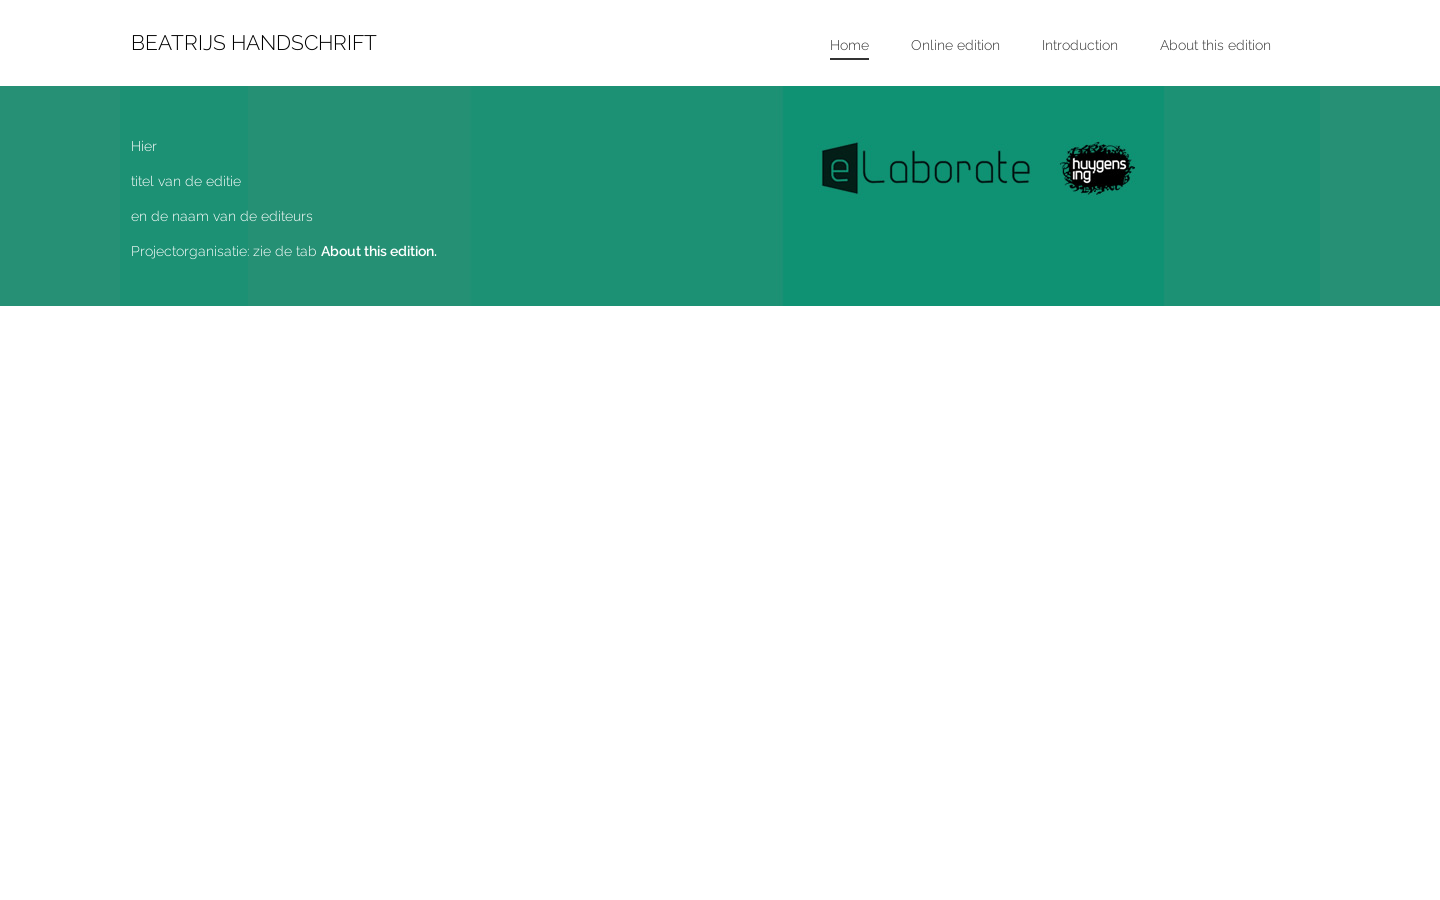 BEATRIJS HANDSCHRIFT
Home Online edition Introduction About this edition
Hier
titel van de editie
en de naam van de editeurs
Projectorganisatie: zie de tab About this edition.
eLaborate
huygens
ing